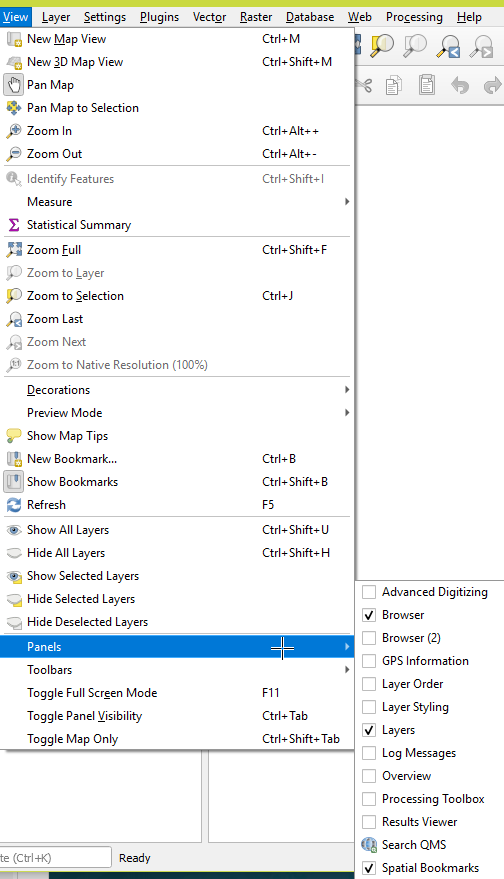 View Layer Settings Plugins Vector Raster Database Web Processing Help
New Map View Ctrl+M
New 3D Map View Ctrl+Shift+M
Pan Map
Pan Map to Selection
Zoom In Ctrl+Alt++
Zoom Out Ctrl+Alt+-
Identify Features Ctrl+Shift+I
Measure
Statistical Summary
Zoom Full Ctrl+Shift+F
Zoom to Layer
Zoom to Selection Ctrl+J
Zoom Last
Zoom Next
Zoom to Native Resolution (100%)
Decorations
Preview Mode
Show Map Tips
New Bookmark... Ctrl+B
Show Bookmarks Ctrl+Shift+B
Refresh F5
Show All Layers Ctrl+Shift+U
Hide All Layers Ctrl+Shift+H
Show Selected Layers
Hide Selected Layers
Hide Deselected Layers
Panels
Toolbars
Toggle Full Screen Mode F11
Toggle Panel Visibility Ctrl+Tab
Toggle Map Only Ctrl+Shift+Tab
Advanced Digitizing
Browser
Browser (2)
GPS Information
Layer Order
Layer Styling
Layers
Log Messages
Overview
Processing Toolbox
Results Viewer
Search QMS
Spatial Bookmarks
te (Ctrl+K) Ready